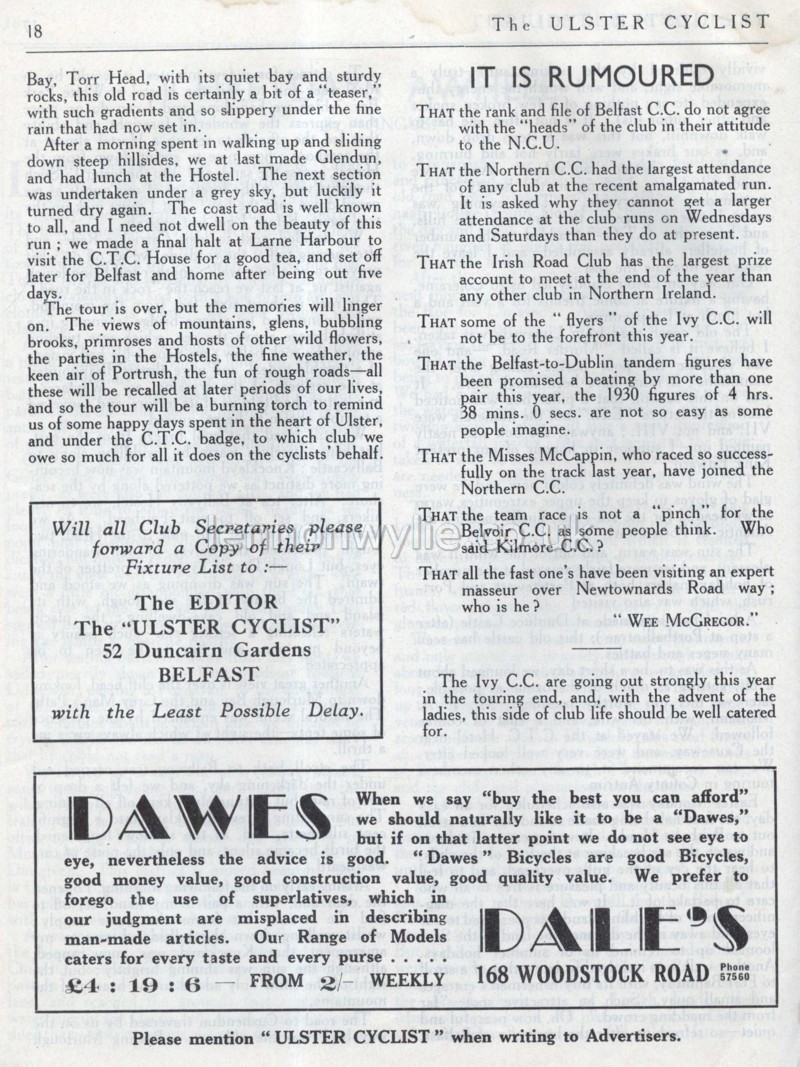 18
The ULSTER CYCLIST
Bay, Torr Head, with its quiet bay and sturdy
rocks, this old road is certainly a bit of a "teaser,"
with such gradients and so slippery under the fine
rain that had now set in.
After a morning spent in walking up and sliding
down steep hillsides, we at last made Glendun,
and had lunch at the Hostel. The next section
was undertaken under a grey sky, but luckily it
turned dry again. The coast road is well known
to all, and I need not dwell on the beauty of this
run ; we made a final halt at Larne Harbour to
visit the C.T.C. House for a good tea, and set off
later for Belfast and home after being out five
days.
The tour is over, but the memories will linger
on. The views of mountains, glens, bubbling
brooks, primroses and hosts of other wild flowers,
the parties in the Hostels, the fine weather, the
keen air of Portrush, the fun of rough roads—all
these will be recalled at later periods of our lives,
and so the tour will be a burning torch to remind
us of some happy days spent in the heart of Ulster,
and under the C.T.C. badge, to which club we
owe so much for all it does on the cyclists' behalf.
Will all Club Secretaries please
forward a Copy of their
Fixture List to :—
The EDITOR
The "ULSTER CYCLIST"
52 Duncairn Gardens
BELFAST
with the Least Possible Delay.
IT IS RUMOURED
THAT the rank and file of Belfast C.C. do not agree
with the "heads" of the club in their attitude
to the N.C.U.
THAT the Northern C.C. had the largest attendance
of any club at the recent amalgamated run.
It is asked why they cannot get a larger
attendance at the club runs on Wednesdays
and Saturdays than they do at present.
THAT the Irish Road Club has the largest prize
account to meet at the end of the year than
any other club in Northern Ireland.
THAT some of the " flyers " of the Ivy C.C. will
not be to the forefront this year.
THAT the Belfast-to-Dublin tandem figures have
been promised a beating by more than one
pair this year, the 1930 figures of 4 hrs.
38 mins. 0 secs. are not so easy as some
people imagine.
THAT the Misses McCappin, who raced so success-
fully on the track last year, have joined the
Northern C.C.
THAT the team race is not a "pinch" for the
Belvoir C.C. as some people think. Who
said Kilmore C.C. ?
THAT all the fast one's have been visiting an expert
masseur over Newtownards Road way ;
who is he ?
"WEE MCGREGOR."
The Ivy C.C. are going out strongly this year
in the touring end, and, with the advent of the
ladies, this side of club life should be well catered
for.
lennonwylie.co.uk
DAWES
When we say "buy the best you can afford"
we should naturally like it to be a "Dawes,"
but if on that latter point we do not see eye to
eye, nevertheless the advice is good. "Dawes" Bicycles are good Bicycles,
good money value, good construction value, good quality value. We prefer to
forego the use of superlatives, which in
our judgment are misplaced in describing
man-made articles. Our Range of Models
caters for every taste and every purse ......
£4 : 19 : 6 — FROM 2/- WEEKLY
DALE'S
168 WOODSTOCK ROAD Phone 57560
Please mention "ULSTER CYCLIST" when writing to Advertisers.